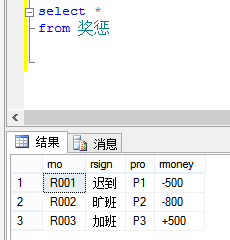 select *
from 奖惩
结果 消息
rno rsign pro rmoney
1 R001 迟到 P1 -500
2 R002 旷班 P2 -800
3 R003 加班 P3 +500